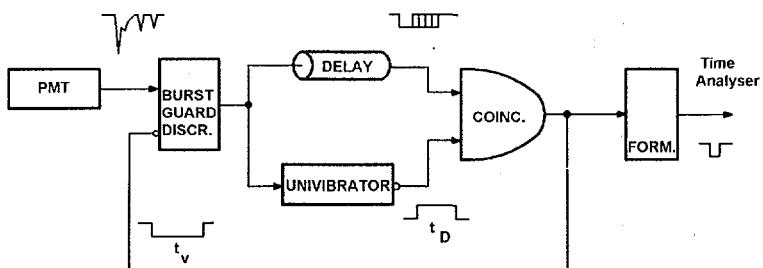 PMT
BURST
GUARD
DISCR.
DELAY
UNIVIBRATOR
COINC.
FORM.
Time
Analyser
t_v
t_D